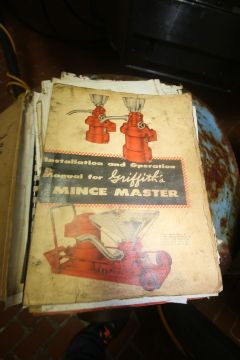 Installation and Operation
Manual for Griffith's
MINCE MASTER